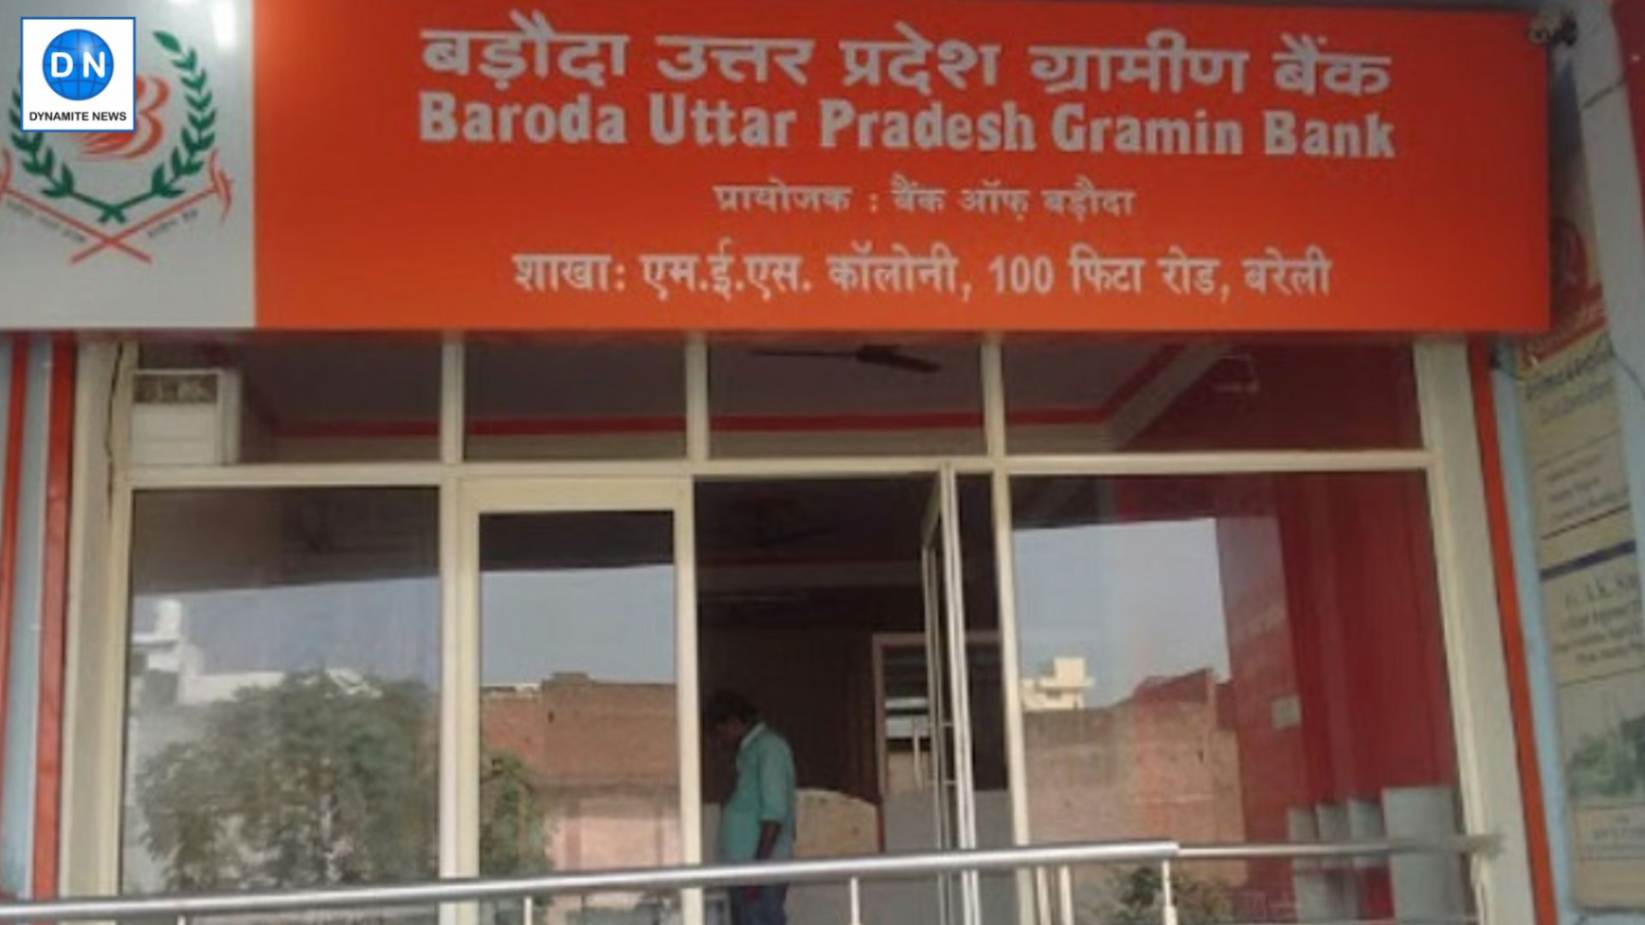 DN
DYNAMITE NEWS
बड़ौदा उत्तर प्रदेश ग्रामीण बैंक
Baroda Uttar Pradesh Gramin Bank
प्रायोजक : बैंक ऑफ़ बड़ौदा
शाखा: एम.ई.एस. कॉलोनी, 100 फिटा रोड, बरेली